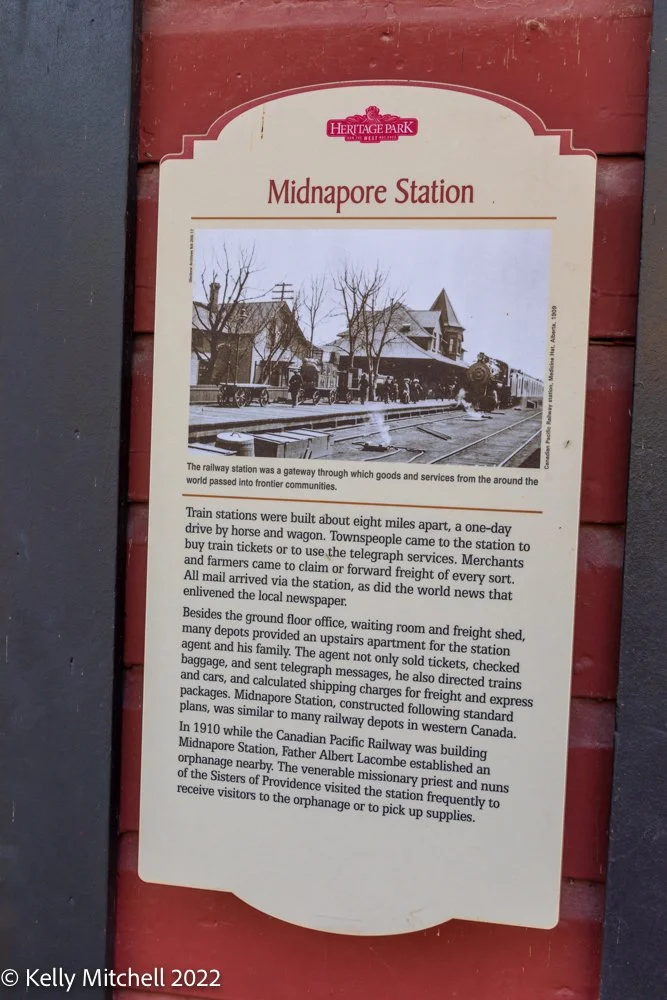 HERITAGE PARK
Midnapore Station
Canadian Pacific Railway station, Medicine Hat, Alberta, 1909
The railway station was a gateway through which goods and services from the around the
world passed into frontier communities.
Train stations were built about eight miles apart, a one-day
drive by horse and wagon. Townspeople came to the station to
buy train tickets or to use the telegraph services. Merchants
and farmers came to claim or forward freight of every sort.
All mail arrived via the station, as did the world news that
enlivened the local newspaper.
Besides the ground floor office, waiting room and freight shed,
many depots provided an upstairs apartment for the station
agent and his family. The agent not only sold tickets, checked
baggage, and sent telegraph messages, he also directed trains
and cars, and calculated shipping charges for freight and express
packages. Midnapore Station, constructed following standard
plans, was similar to many railway depots in western Canada.
In 1910 while the Canadian Pacific Railway was building
Midnapore Station, Father Albert Lacombe established an
orphanage nearby. The venerable missionary priest and nuns
of the Sisters of Providence visited the station frequently to
receive visitors to the orphanage or to pick up supplies.
© Kelly Mitchell 2022